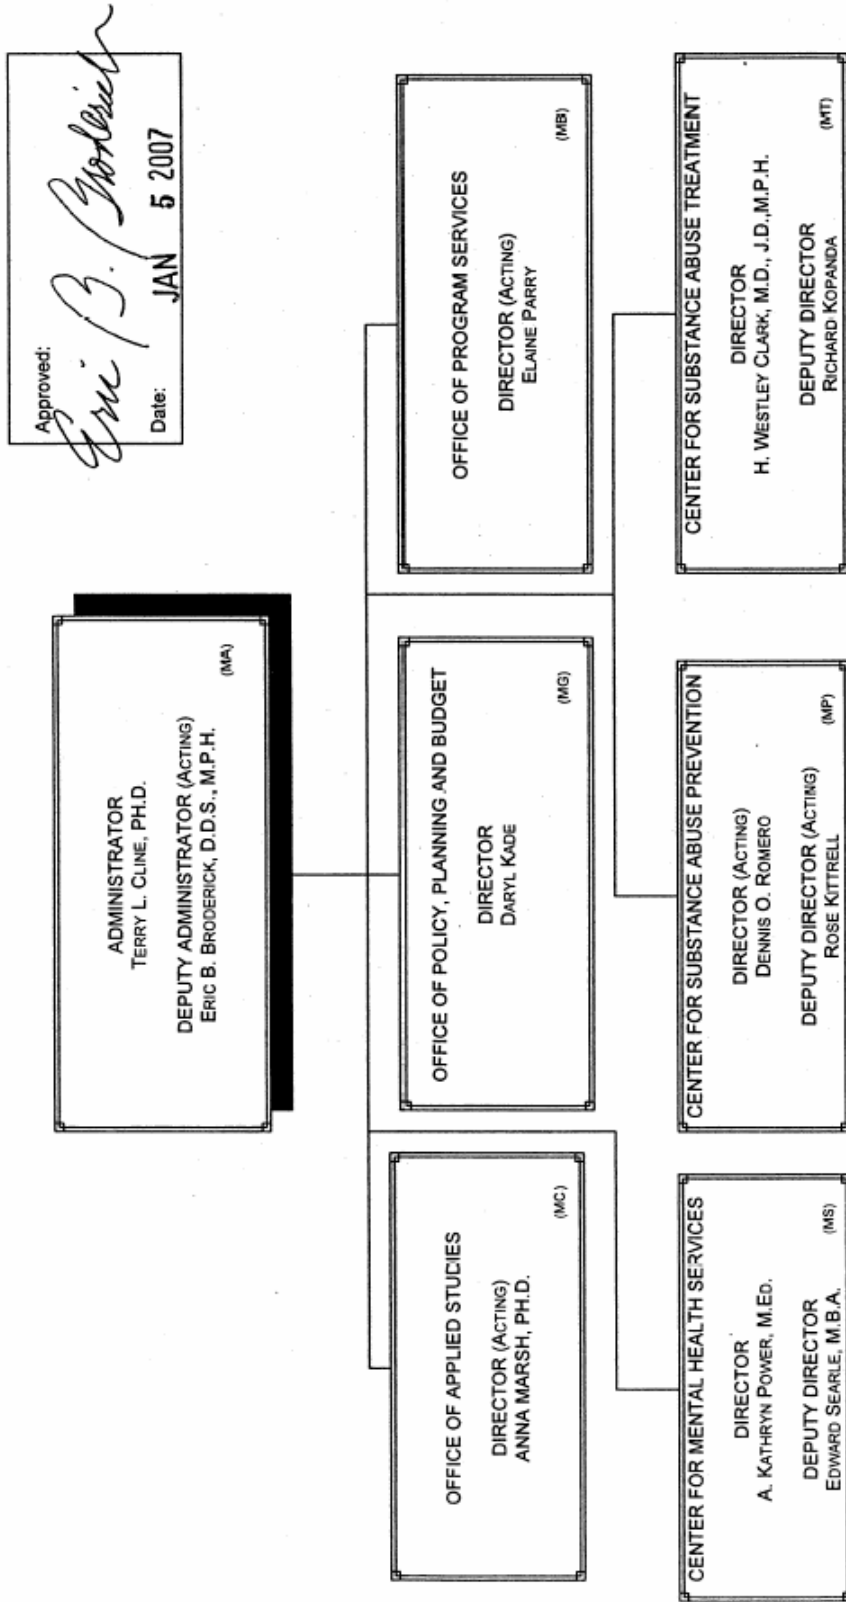 Approved:
Eric B. Broderick
Date: JAN 5 2007
ADMINISTRATOR
TERRY L. CLINE, PH.D.
DEPUTY ADMINISTRATOR (ACTING)
ERIC B. BRODERICK, D.D.S., M.P.H.
(MA)
OFFICE OF APPLIED STUDIES
DIRECTOR (ACTING)
ANNA MARSH, PH.D.
(MC)
OFFICE OF POLICY, PLANNING AND BUDGET
DIRECTOR
DARYL KADE
(MG)
OFFICE OF PROGRAM SERVICES
DIRECTOR (ACTING)
ELAINE PARRY
(MB)
CENTER FOR MENTAL HEALTH SERVICES
DIRECTOR
A. KATHRYN POWER, M.ED.
DEPUTY DIRECTOR
EDWARD SEARLE, M.B.A.
(MS)
CENTER FOR SUBSTANCE ABUSE PREVENTION
DIRECTOR (ACTING)
DENNIS O. ROMERO
DEPUTY DIRECTOR (ACTING)
ROSE KITTRELL
(MP)
CENTER FOR SUBSTANCE ABUSE TREATMENT
DIRECTOR
H. WESTLEY CLARK, M.D., J.D.,M.P.H.
DEPUTY DIRECTOR
RICHARD KOPANDA
(MT)